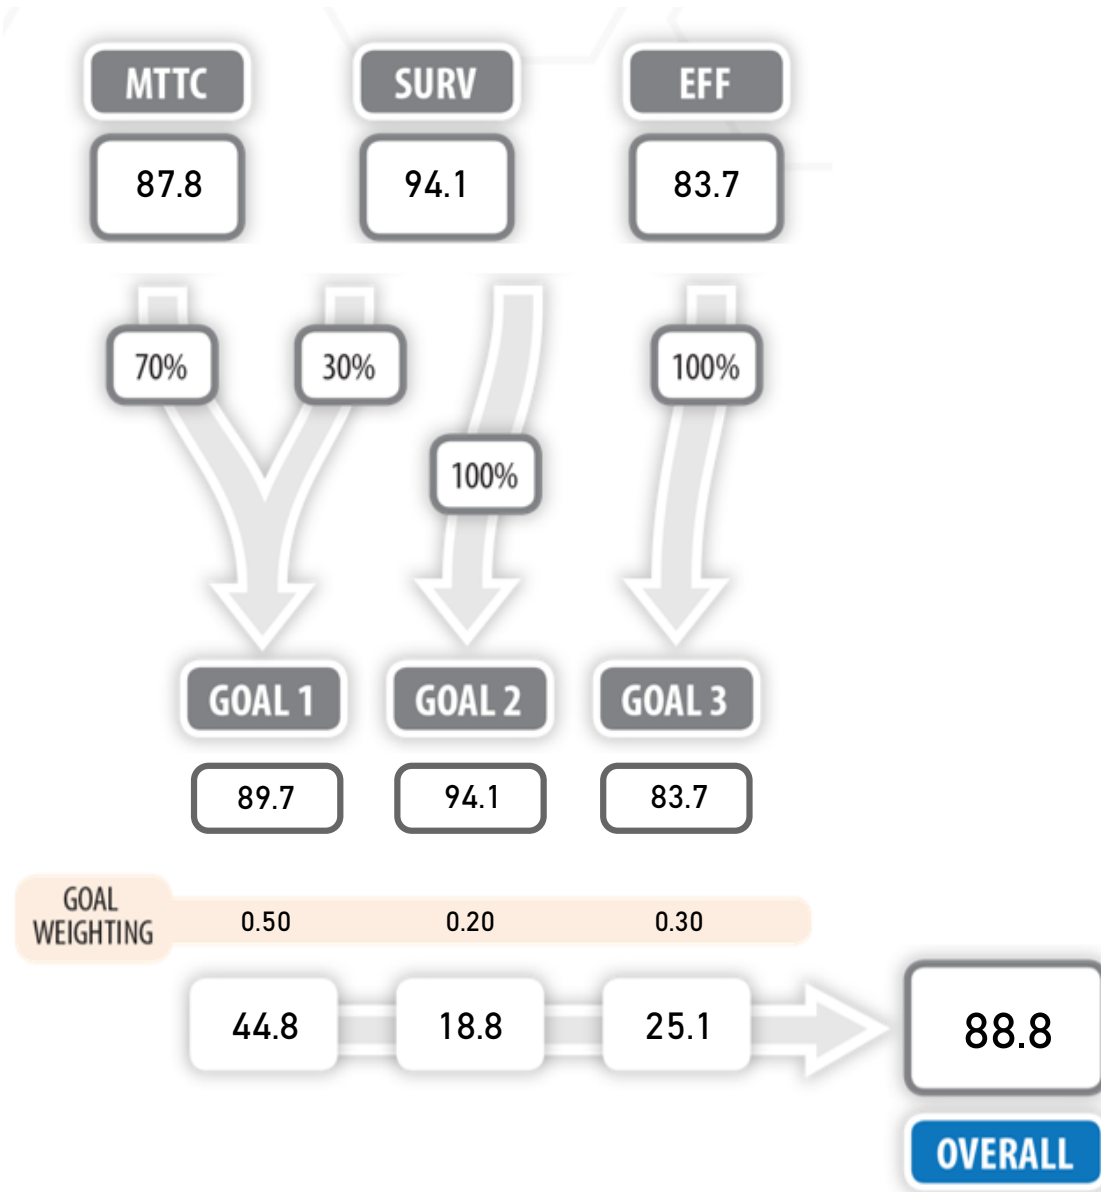 MTTC
SURV
EFF
87.8
94.1
83.7
70%
30%
100%
100%
GOAL 1
GOAL 2
GOAL 3
89.7
94.1
83.7
GOAL
WEIGHTING
0.50
0.20
0.30
44.8
18.8
25.1
88.8
OVERALL